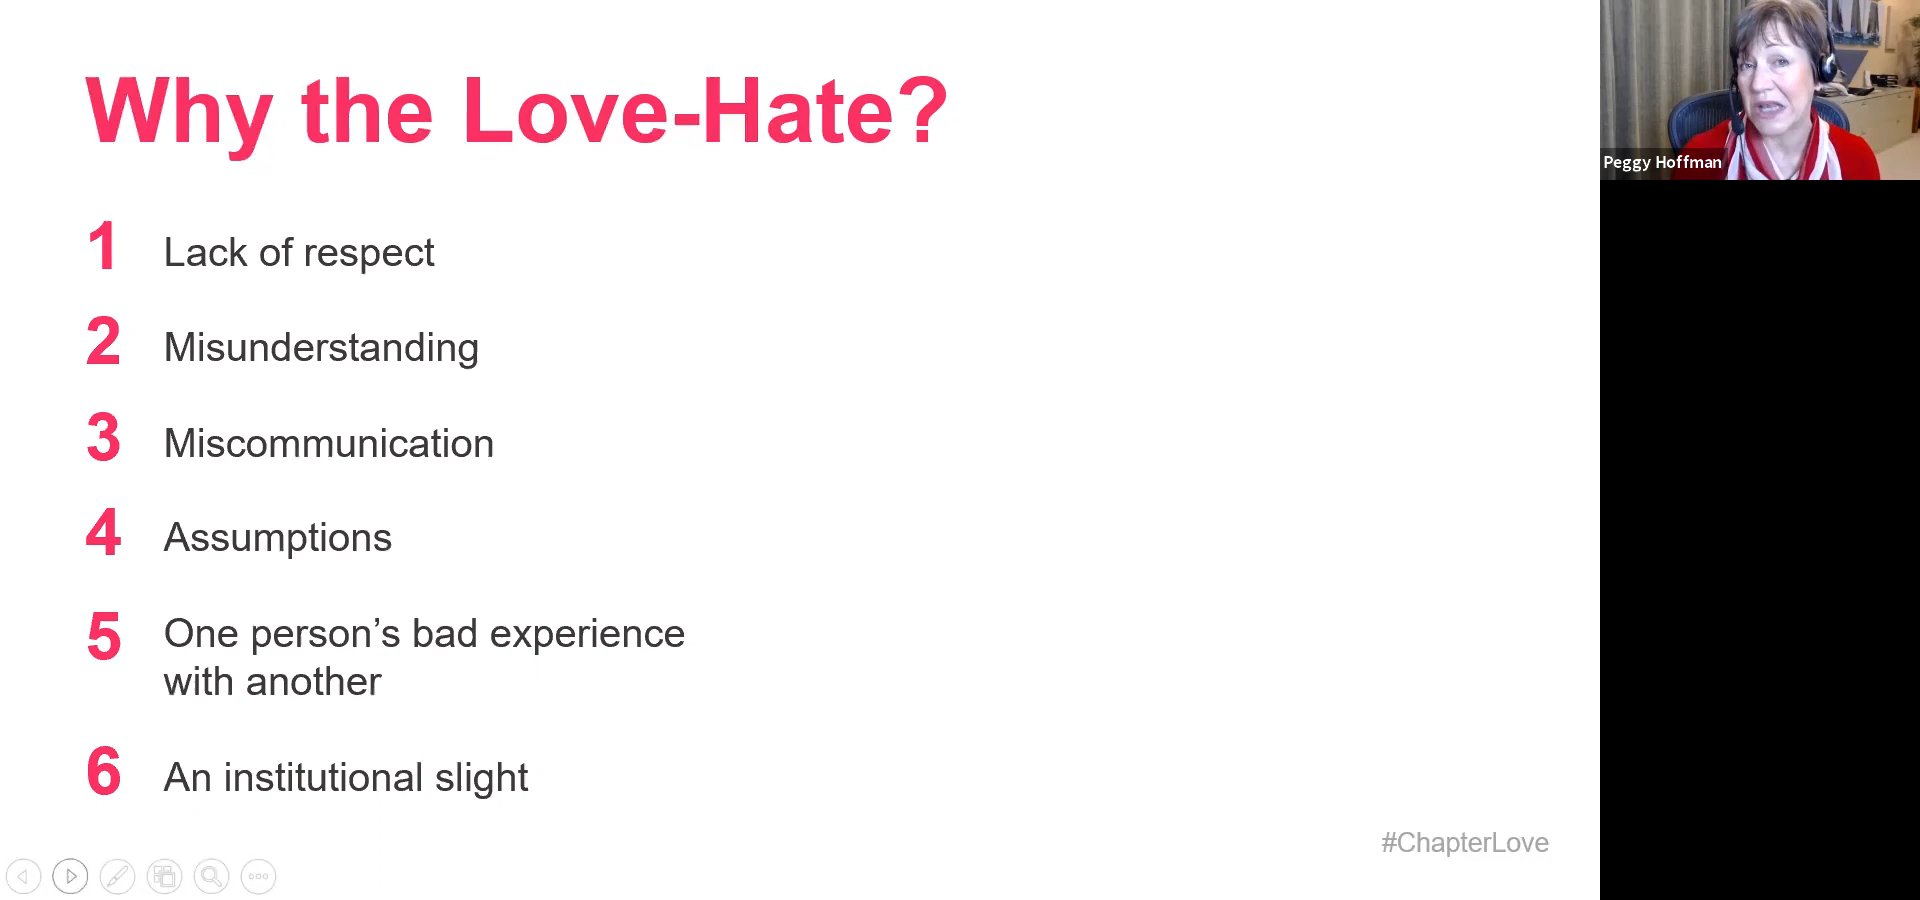 Why the Love-Hate?
1 Lack of respect
2 Misunderstanding
3 Miscommunication
4 Assumptions
5 One person’s bad experience
with another
6 An institutional slight
#ChapterLove
Peggy Hoffman